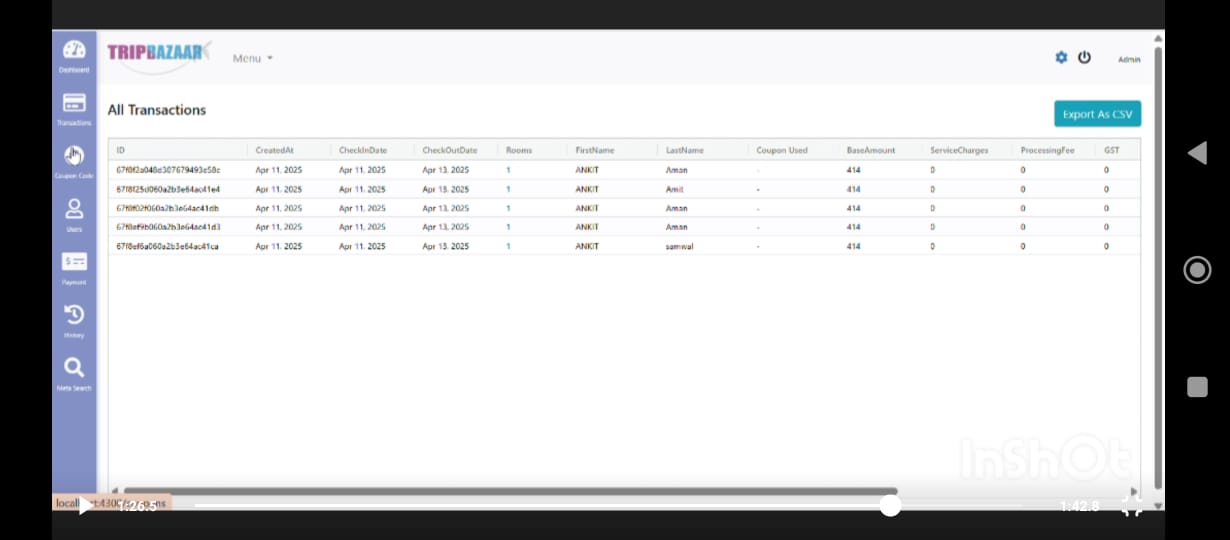 TRIPBAZAAR
Menu
Admin
Dashboard
Transactions
Coupon Code
Users
Payment
History
Meta Search
All Transactions
Export As CSV
ID CreatedAt CheckInDate CheckOutDate Rooms FirstName LastName Coupon Used BaseAmount ServiceCharges ProcessingFee GST
Apr 11, 2025 Apr 11, 2025 Apr 13, 2025 1 ANKIT Aman - 414 0 0 0
67f8f25d060a2b3e64ac41e4 Apr 11, 2025 Apr 11, 2025 Apr 13, 2025 1 ANKIT Amit - 414 0 0 0
67f8f02f060a2b3e64ac41db Apr 11, 2025 Apr 11, 2025 Apr 13, 2025 1 ANKIT Aman - 414 0 0 0
67f8ef9b060a2b3e64ac41d3 Apr 11, 2025 Apr 11, 2025 Apr 13, 2025 1 ANKIT Aman - 414 0 0 0
67f8ef6a060a2b3e64ac41ca Apr 11, 2025 Apr 11, 2025 Apr 13, 2025 1 ANKIT samwal - 414 0 0 0
InShOt
1:26.5
1:42.8